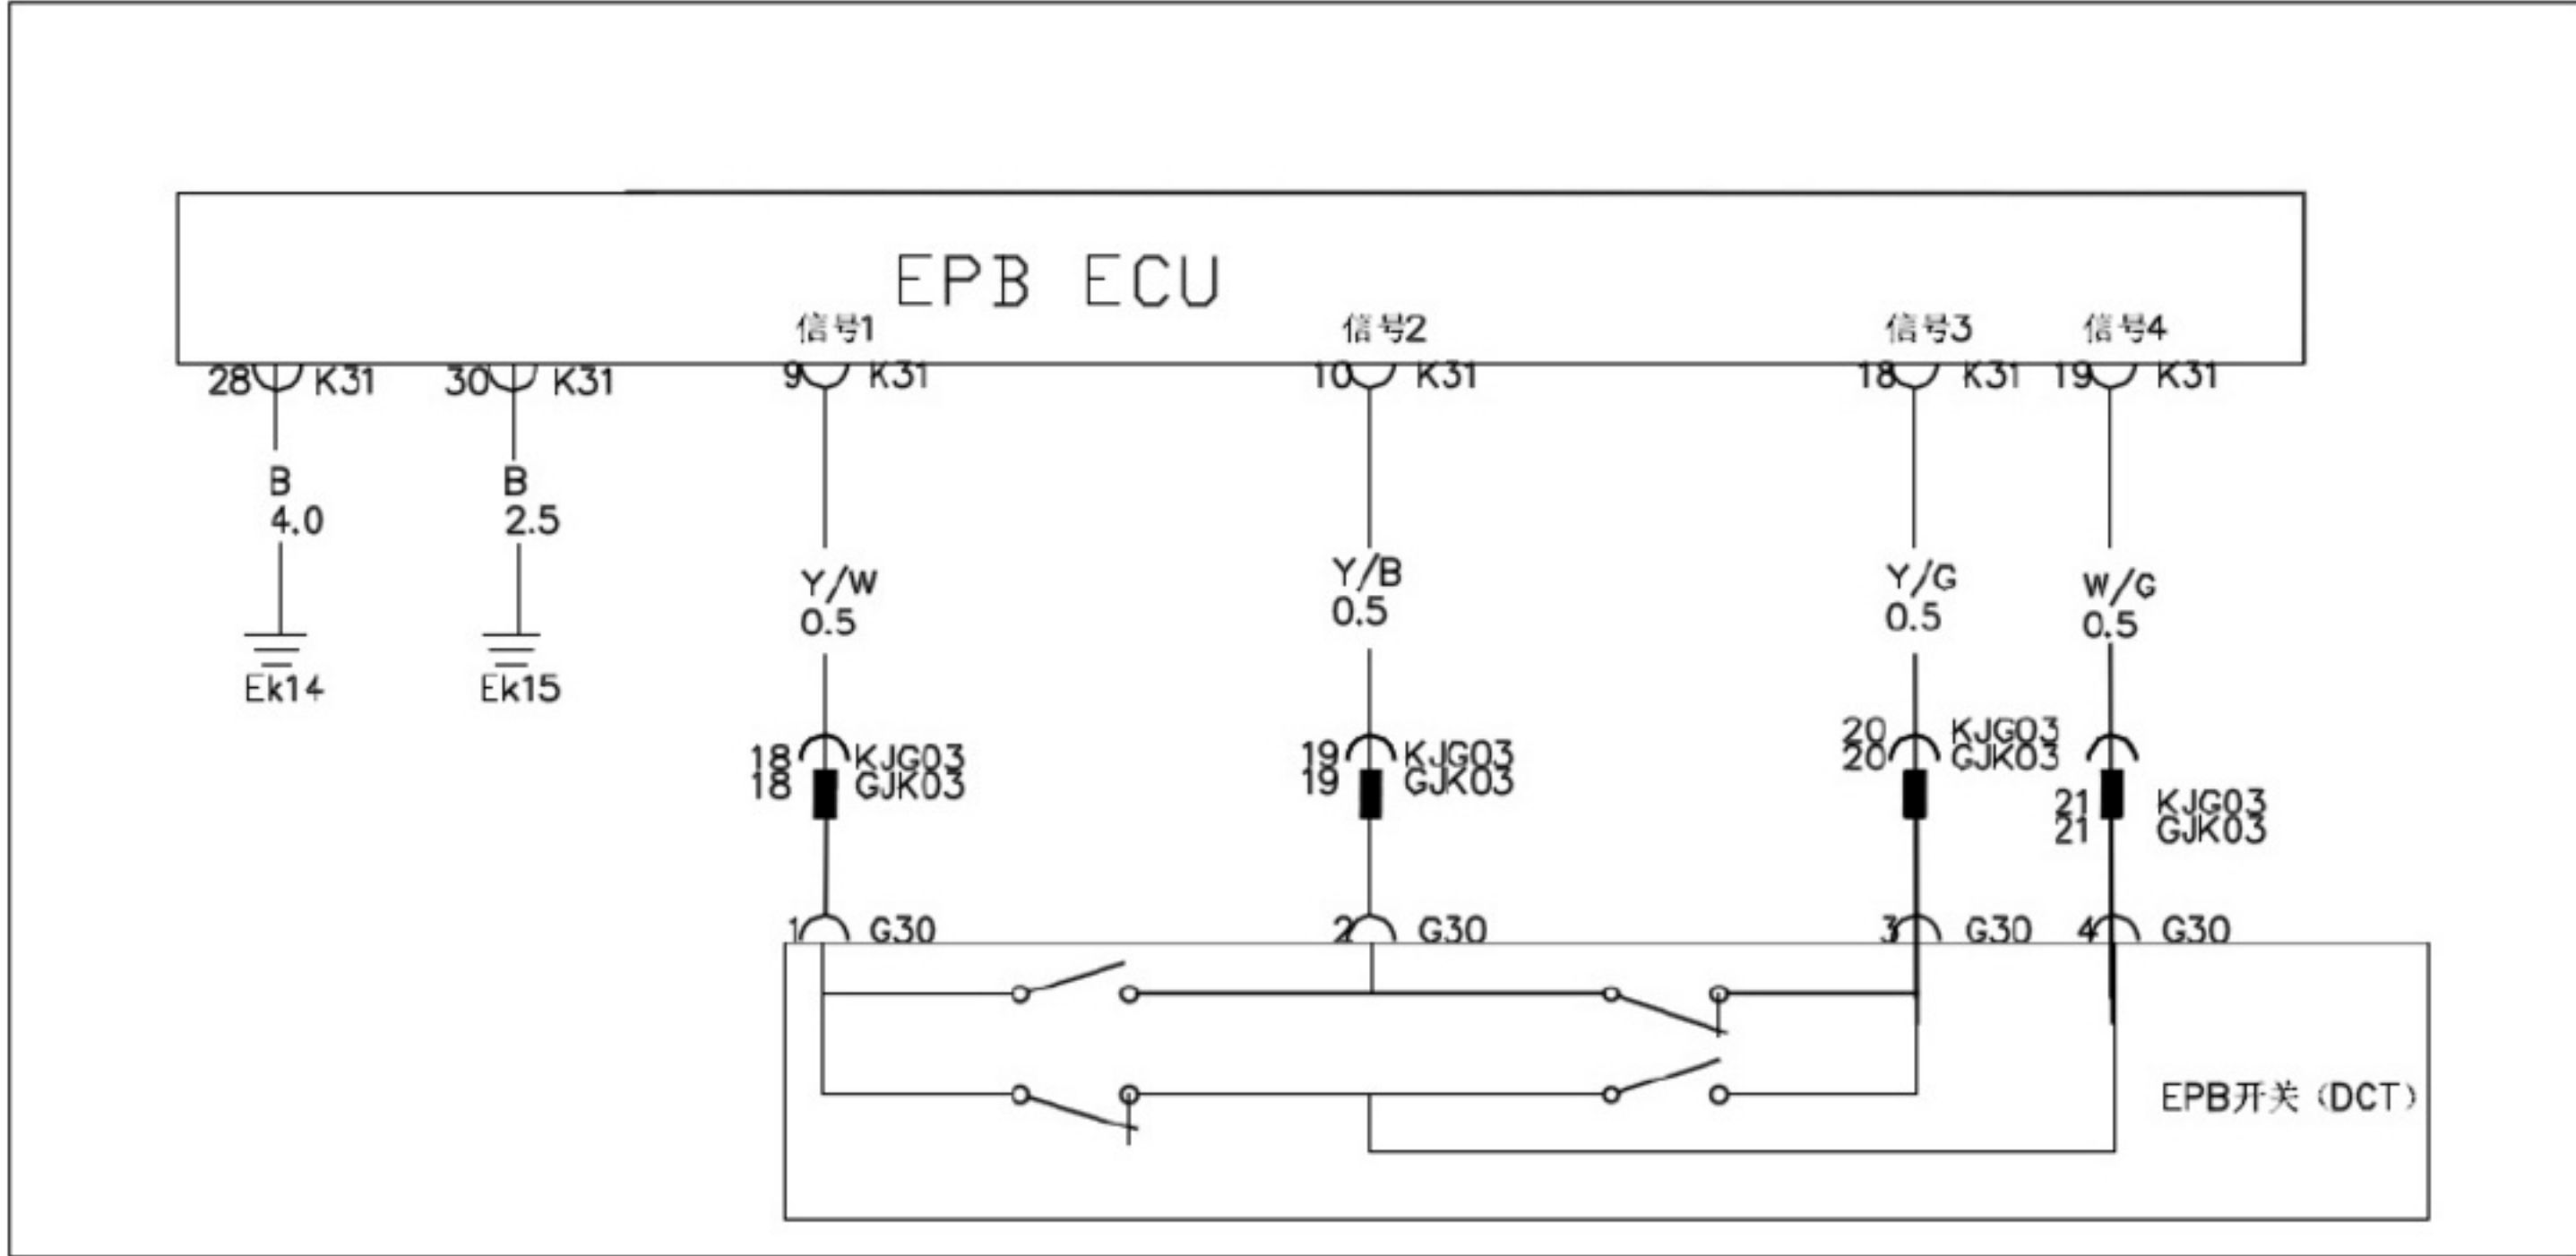 EPB ECU
信号1
信号2
信号3
信号4
28 K31
30 K31
9 K31
10 K31
18 K31
19 K31
B
4.0
B
2.5
Y/W
0.5
Y/B
0.5
Y/G
0.5
W/G
0.5
Ek14
Ek15
18 KJG03
18 GJK03
19 KJG03
19 GJK03
20 KJG03
20 GJK03
21 KJG03
21 GJK03
1 G30
2 G30
3 G30
4 G30
EPB开关（DCT）